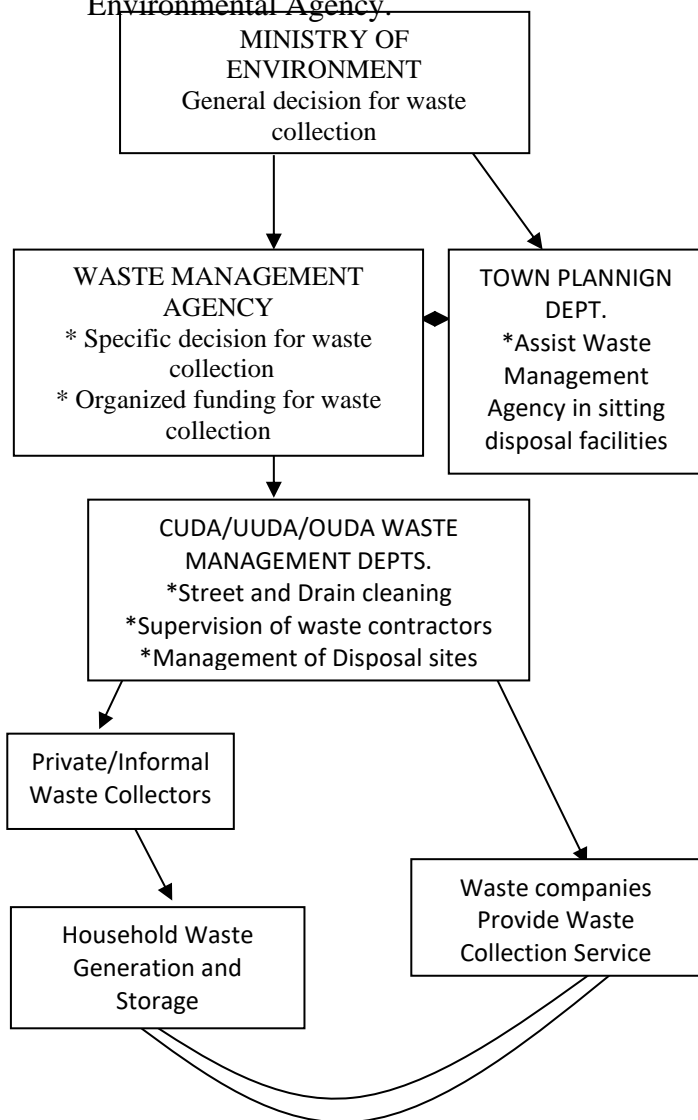 Environmental Agency.
MINISTRY OF
ENVIRONMENT
General decision for waste
collection
WASTE MANAGEMENT
AGENCY
* Specific decision for waste
collection
* Organized funding for waste
collection
TOWN PLANNIGN
DEPT.
*Assist Waste
Management
Agency in sitting
disposal facilities
CUDA/UUDA/OUDA WASTE
MANAGEMENT DEPTS.
*Street and Drain cleaning
*Supervision of waste contractors
*Management of Disposal sites
Private/Informal
Waste Collectors
Household Waste
Generation and
Storage
Waste companies
Provide Waste
Collection Service